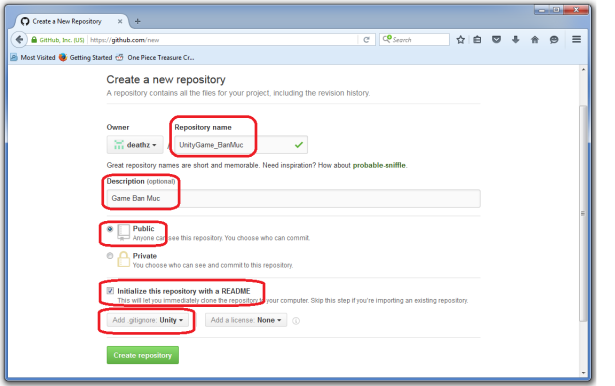 Create a New Repository
GitHub, Inc. (US) https://github.com/new
Search
Most Visited Getting Started One Piece Treasure Cr...
Create a new repository
A repository contains all the files for your project, including the revision history.
Owner Repository name
deathz / UnityGame_BanMuc
Great repository names are short and memorable. Need inspiration? How about probable-sniffle.
Description (optional)
Game Ban Muc
Public
Anyone can see this repository. You choose who can commit.
Private
You choose who can see and commit to this repository.
Initialize this repository with a README
This will let you immediately clone the repository to your computer. Skip this step if you're importing an existing repository.
Add .gitignore: Unity Add a license: None
Create repository